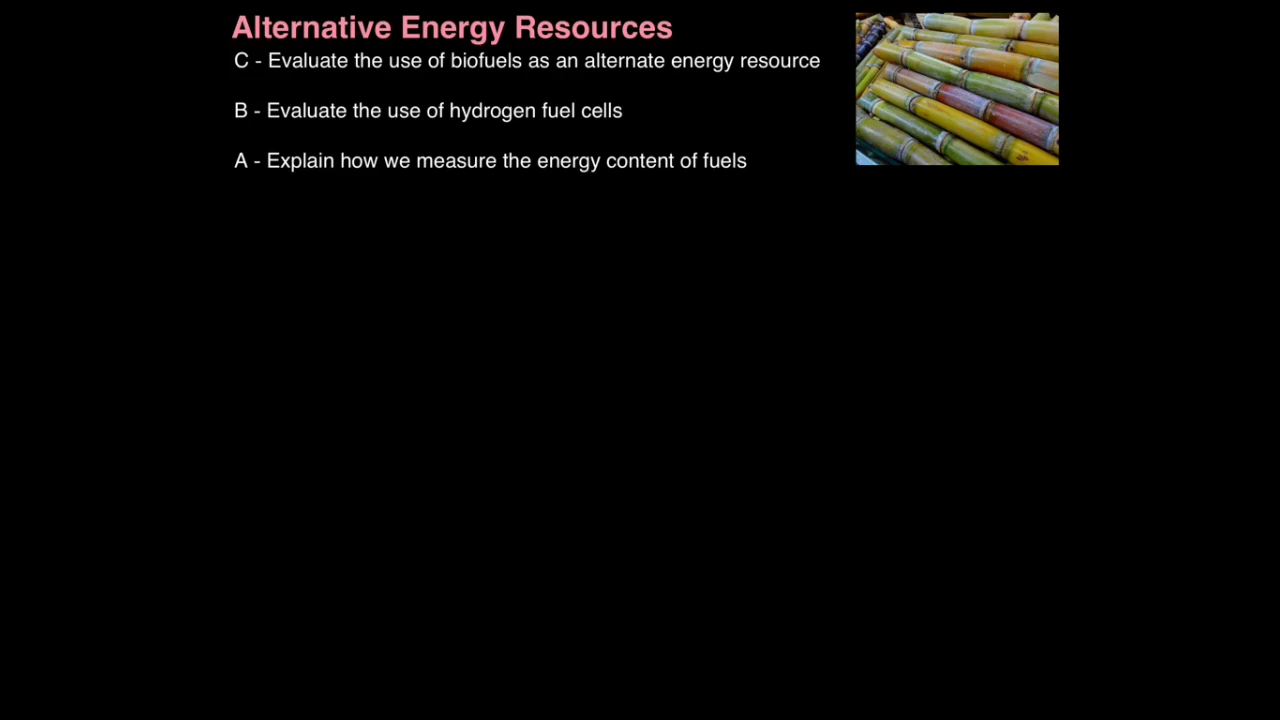 Alternative Energy Resources
C - Evaluate the use of biofuels as an alternate energy resource
B - Evaluate the use of hydrogen fuel cells
A - Explain how we measure the energy content of fuels